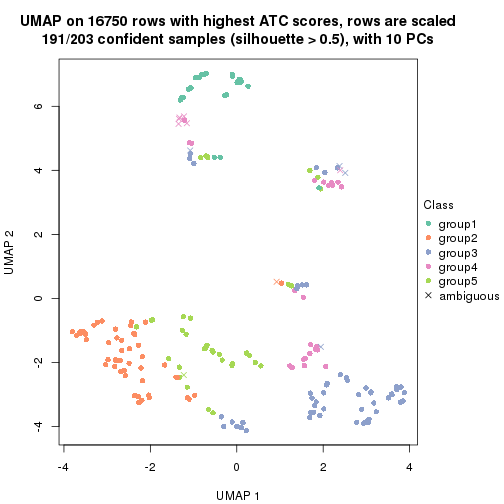 UMAP on 16750 rows with highest ATC scores, rows are scaled
191/203 confident samples (silhouette > 0.5), with 10 PCs
6
4
2
0
-2
-4
UMAP 2
-4
-2
0
2
4
UMAP 1
Class
group1
group2
group3
group4
group5
ambiguous